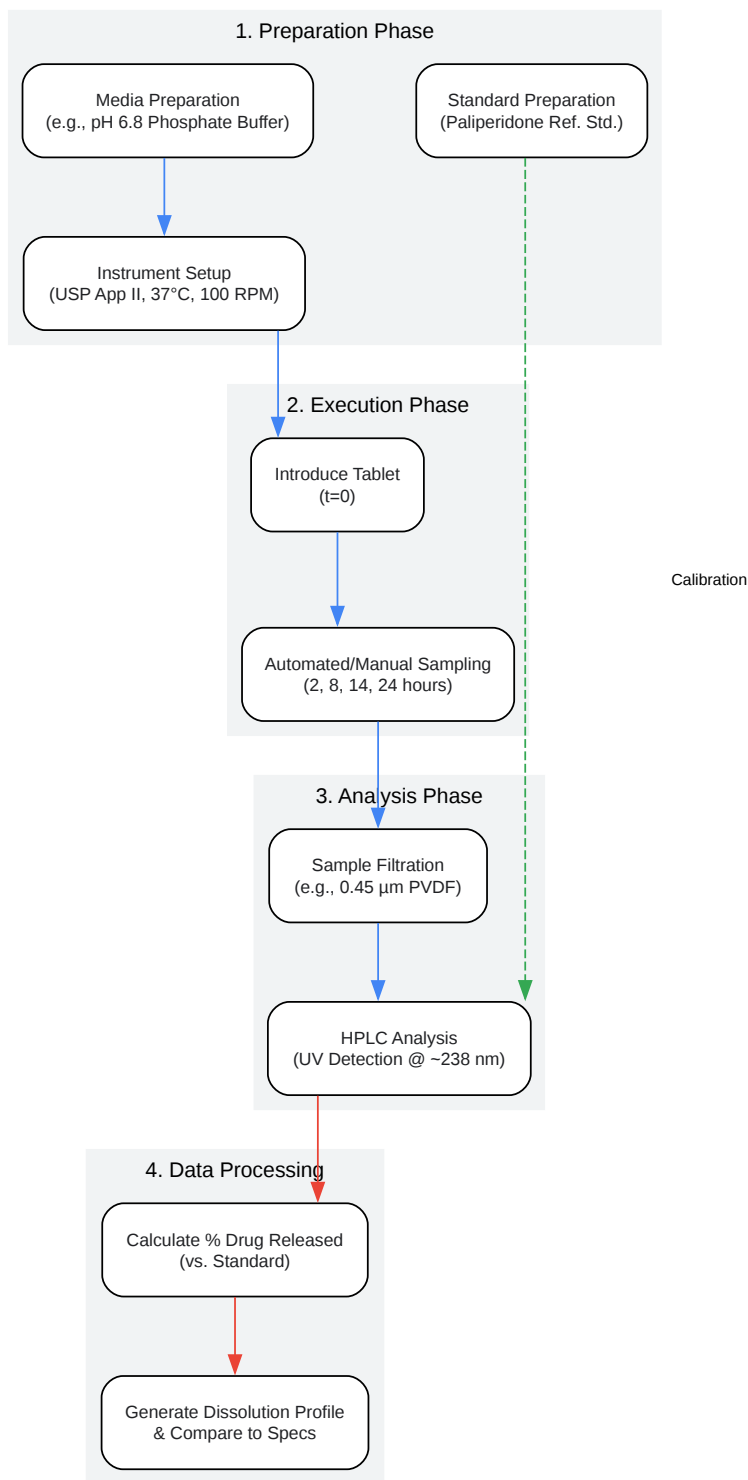 1. Preparation Phase
Media Preparation
(e.g., pH 6.8 Phosphate Buffer)
Standard Preparation
(Paliperidone Ref. Std.)
Instrument Setup
(USP App II, 37°C, 100 RPM)
2. Execution Phase
Introduce Tablet
(t=0)
Calibration
Automated/Manual Sampling
(2, 8, 14, 24 hours)
3. Analysis Phase
Sample Filtration
(e.g., 0.45 µm PVDF)
HPLC Analysis
(UV Detection @ ~238 nm)
4. Data Processing
Calculate % Drug Released
(vs. Standard)
Generate Dissolution Profile
& Compare to Specs